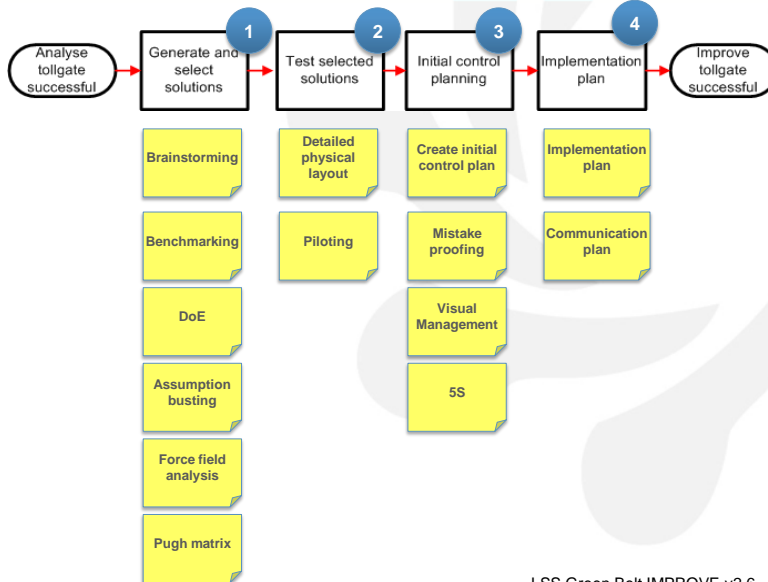 1
2
3
4
Analyse
tollgate
successful
Generate and
select
solutions
Test selected
solutions
Initial control
planning
Implementation
plan
Improve
tollgate
successful
Brainstorming
Benchmarking
DoE
Assumption
busting
Force field
analysis
Pugh matrix
Detailed
physical
layout
Piloting
Create initial
control plan
Mistake
proofing
Visual
Management
5S
Implementation
plan
Communication
plan
LSS Green Belt IMPROVE v2.6